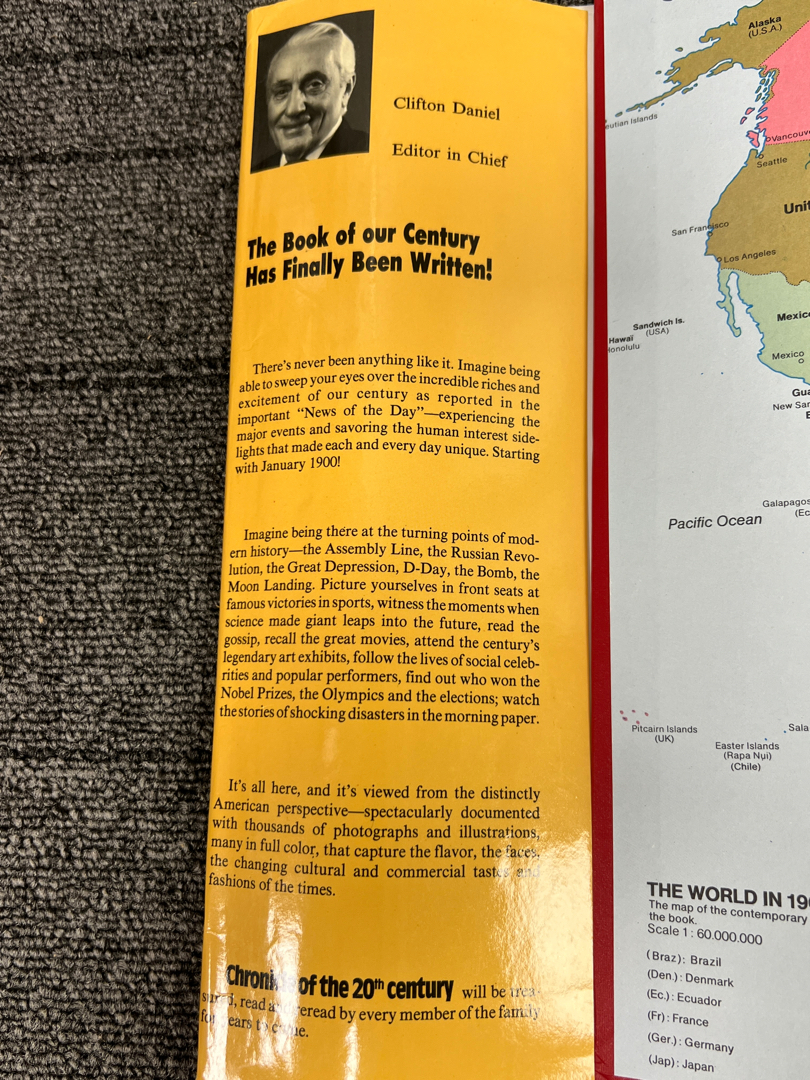 Clifton Daniel
Editor in Chief
The Book of our Century
Has Finally Been Written!
There's never been anything like it. Imagine being
able to sweep your eyes over the incredible riches and
excitement of our century as reported in the
important “News of the Day”—experiencing the
major events and savoring the human interest side-
lights that made each and every day unique. Starting
with January 1900!
Imagine being there at the turning points of mod-
ern history—the Assembly Line, the Russian Revo-
lution, the Great Depression, D-Day, the Bomb, the
Moon Landing. Picture yourselves in front seats at
famous victories in sports, witness the moments when
science made giant leaps into the future, read the
gossip, recall the great movies, attend the century's
legendary art exhibits, follow the lives of social celeb-
rities and popular performers, find out who won the
Nobel Prizes, the Olympics and the elections; watch
the stories of shocking disasters in the morning paper.
It's all here, and it's viewed from the distinctly
American perspective—spectacularly documented
with thousands of photographs and illustrations,
many in full color, that capture the flavor, the faces,
the changing cultural and commercial tastes and
fashions of the times.
of the 20th century will be
read reread by every member of the family
Alaska
(U.S.A.)
eutian Islands
Vancouv
Seattle
Unit
San Francisco
Los Angeles
Sandwich Is.
(USA)
Hawaï
Honolulu
Mexic
Mexico
Gua
New Sar
Galapagos
(Ec
Pacific Ocean
Pitcairn Islands
(UK)
Sala
Easter Islands
(Rapa Nui)
(Chile)
THE WORLD IN 19
The map of the contemporary
the book.
Scale 1 : 60.000.000
(Braz) : Brazil
(Den.) : Denmark
(Ec.) : Ecuador
(Fr) : France
(Ger.) : Germany
(Jap) : Japan